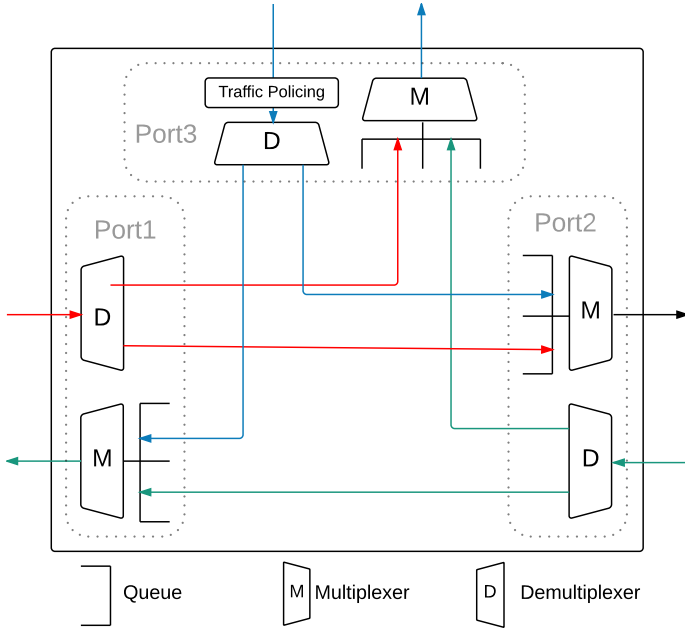 Traffic Policing
M
Port3
D
Port1
Port2
D
M
M
D
Queue
M
Multiplexer
D
Demultiplexer